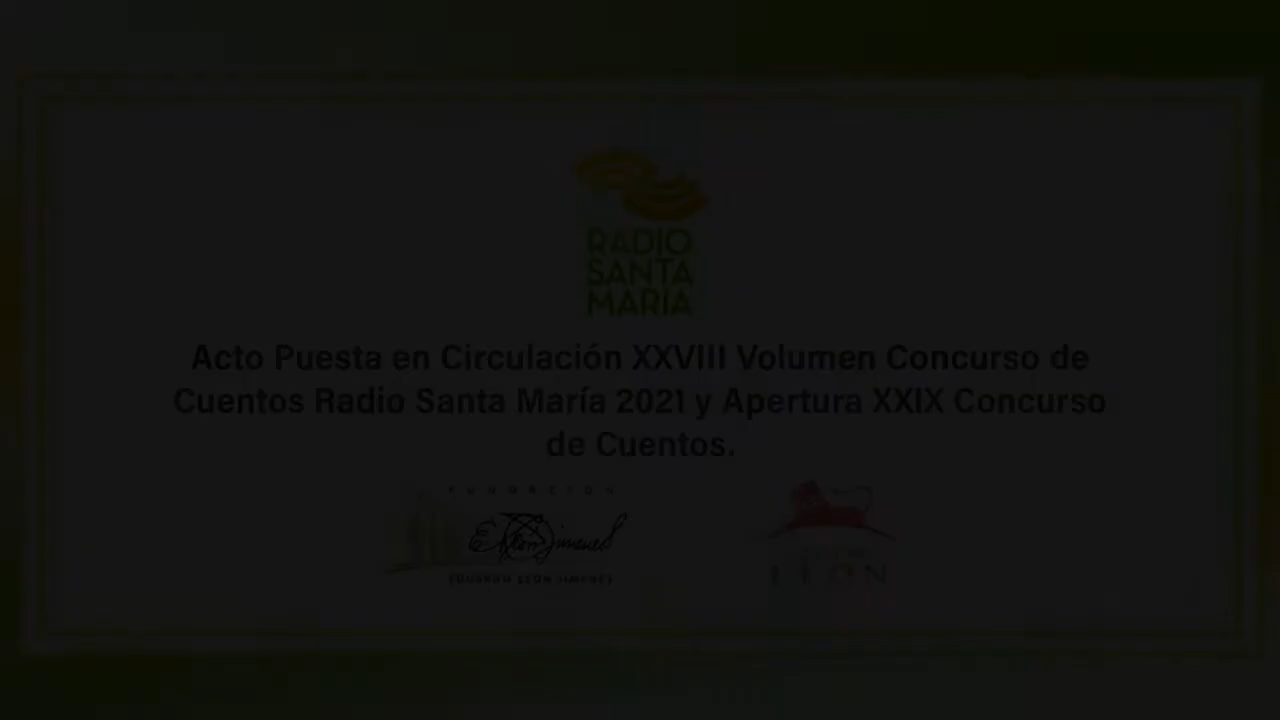 RADIO
SANTA
MARÍA
Acto Puesta en Circulación XXVIII Volumen Concurso de
Cuentos Radio Santa María 2021 y Apertura XXIX Concurso
de Cuentos.
FUNDACIÓN
EDUARDO LEÓN JIMENES
LEÓN